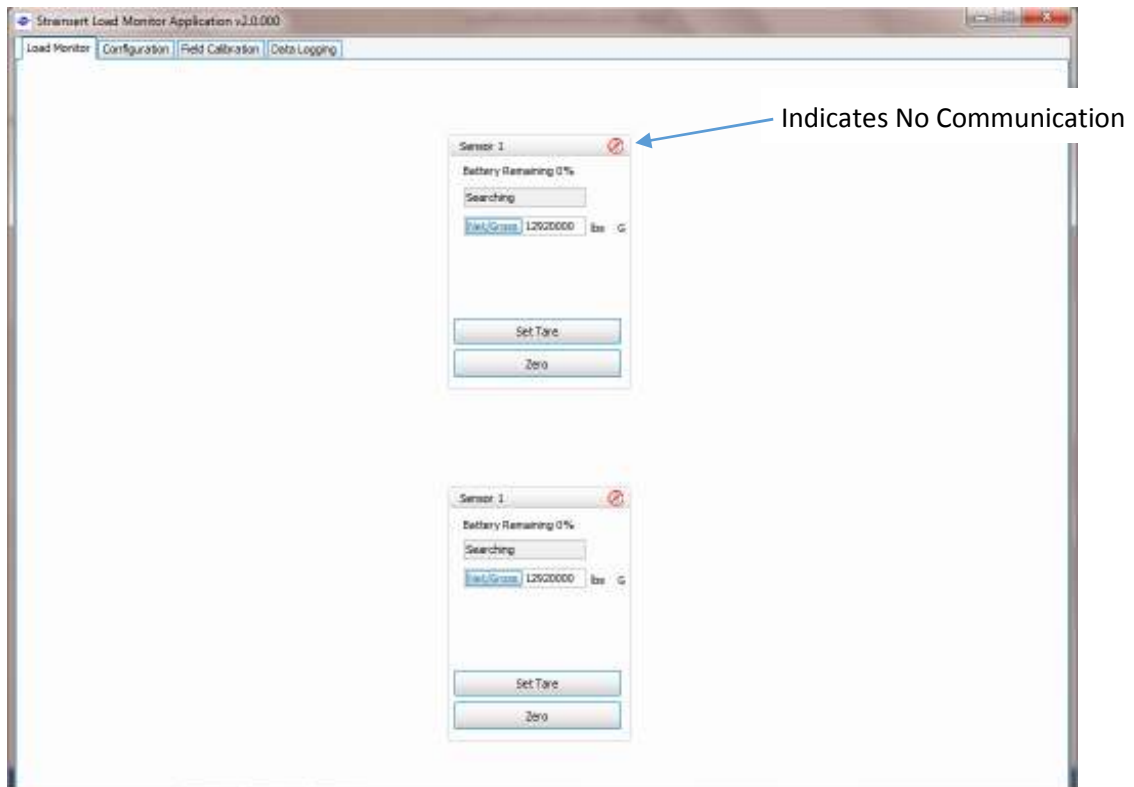 Strainsert Load Monitor Application v2.0.000
Load Monitor Configuration Field Calibration Data Logging
Indicates No Communication
Sensor 1
Battery Remaining 0%
Searching
Net/Gross 12920000 lbs G
Set Tare
Zero
Sensor 1
Battery Remaining 0%
Searching
Net/Gross 12920000 lbs G
Set Tare
Zero